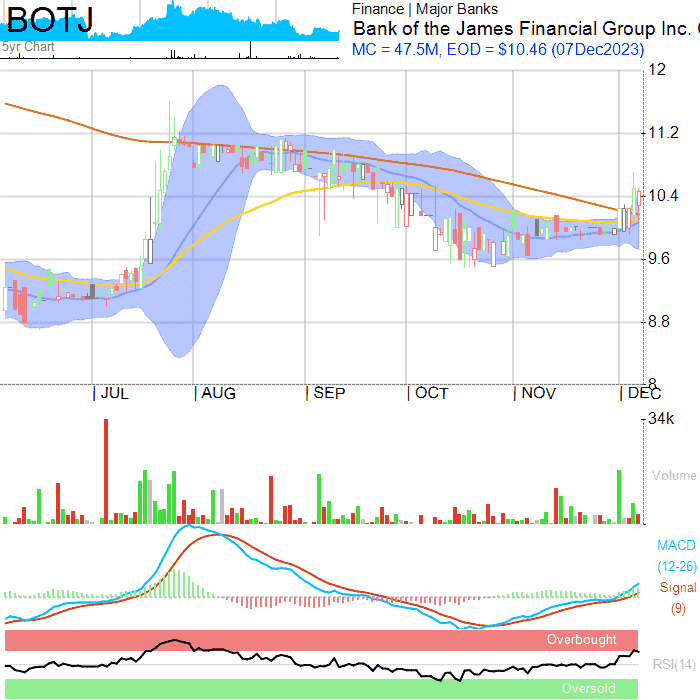 BOTJ
5yr Chart
Finance | Major Banks
Bank of the James Financial Group Inc.
MC = 47.5M, EOD = $10.46 (07Dec2023)
12
11.2
10.4
9.6
8.8
8
JUL AUG SEP OCT NOV DEC
34k
Volume
MACD
(12-26)
Signal
(9)
Overbought
RSI(14)
Oversold